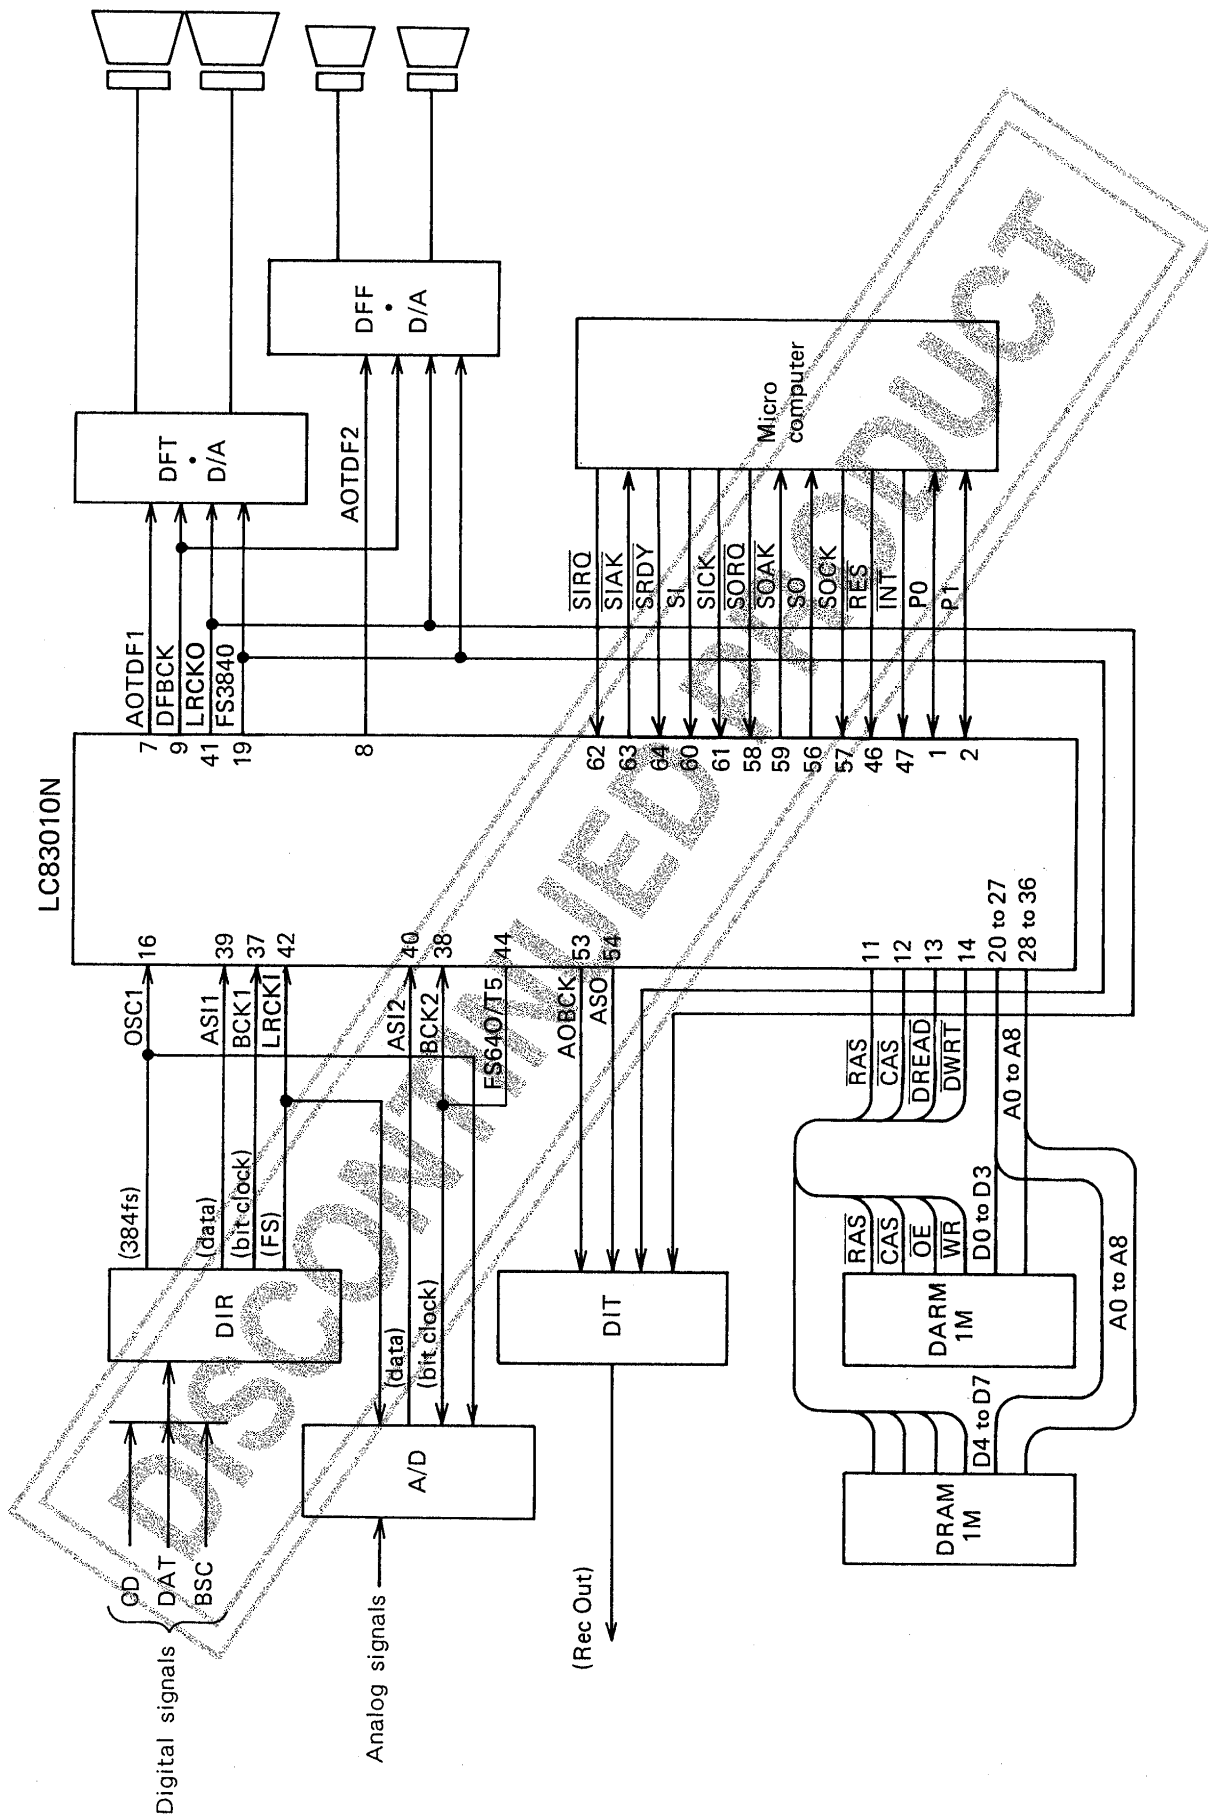 LC83010N
Digital signals
CD
DAT
BSC
DIR
(384fs)
(data)
(bit clock)
(FS)
OSC1
ASI1
BCK1
LRCKI
16
39
37
42
Analog signals
A/D
(data)
(bit clock)
ASI2
BCK2
FS64O/T5
40
38
44
(Rec Out)
DIT
AOBCK
ASO
53
54
DRAM
1M
D4 to D7
DARM
1M
RAS
CAS
OE
WR
D0 to D3
A0 to A8
RAS
CAS
DREAD
DWRT
A0 to A8
11
12
13
14
20 to 27
28 to 36
7
9
41
19
AOTDF1
DFBCK
LRCKO
FS384O
DFT
•
D/A
8
AOTDF2
DFF
•
D/A
62
63
64
60
61
58
59
56
57
46
47
1
2
SIRQ
SIAK
SRDY
SI
SICK
SORQ
SOAK
SO
SOCK
RES
INT
P0
P1
Micro
computer
DISCONTINUED PRODUCT